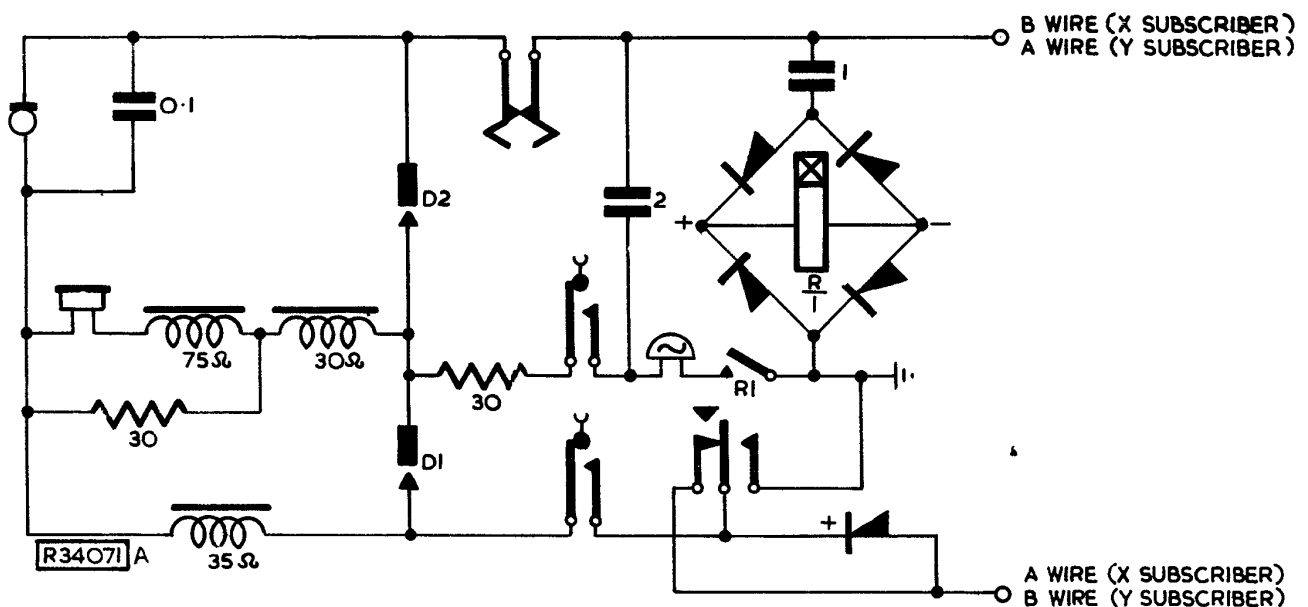 B WIRE (X SUBSCRIBER)
A WIRE (Y SUBSCRIBER)
1
0·1
D2
2
+
−
R
1
75Ω
30Ω
R1
30
30
D1
+
35Ω
R34071 A
A WIRE (X SUBSCRIBER)
B WIRE (Y SUBSCRIBER)